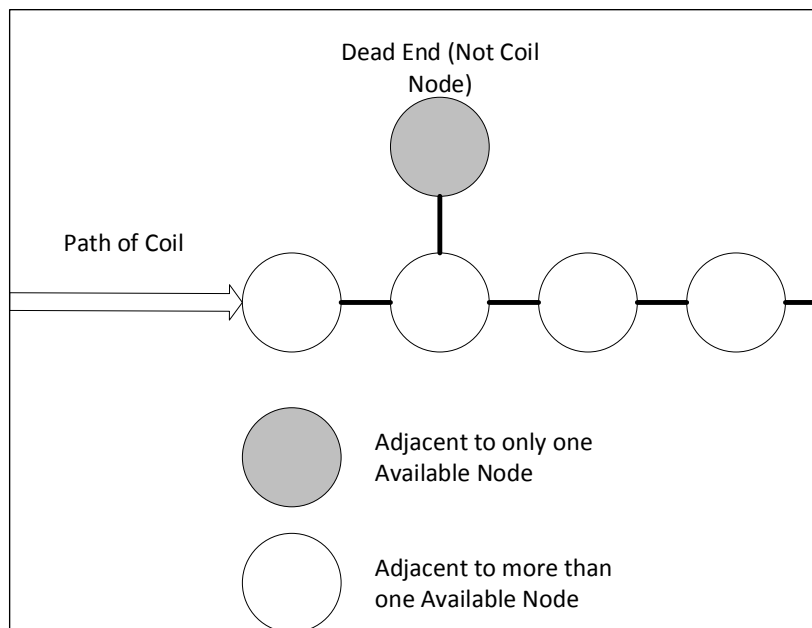 Dead End (Not Coil
Node)
Path of Coil
Adjacent to only one
Available Node
Adjacent to more than
one Available Node